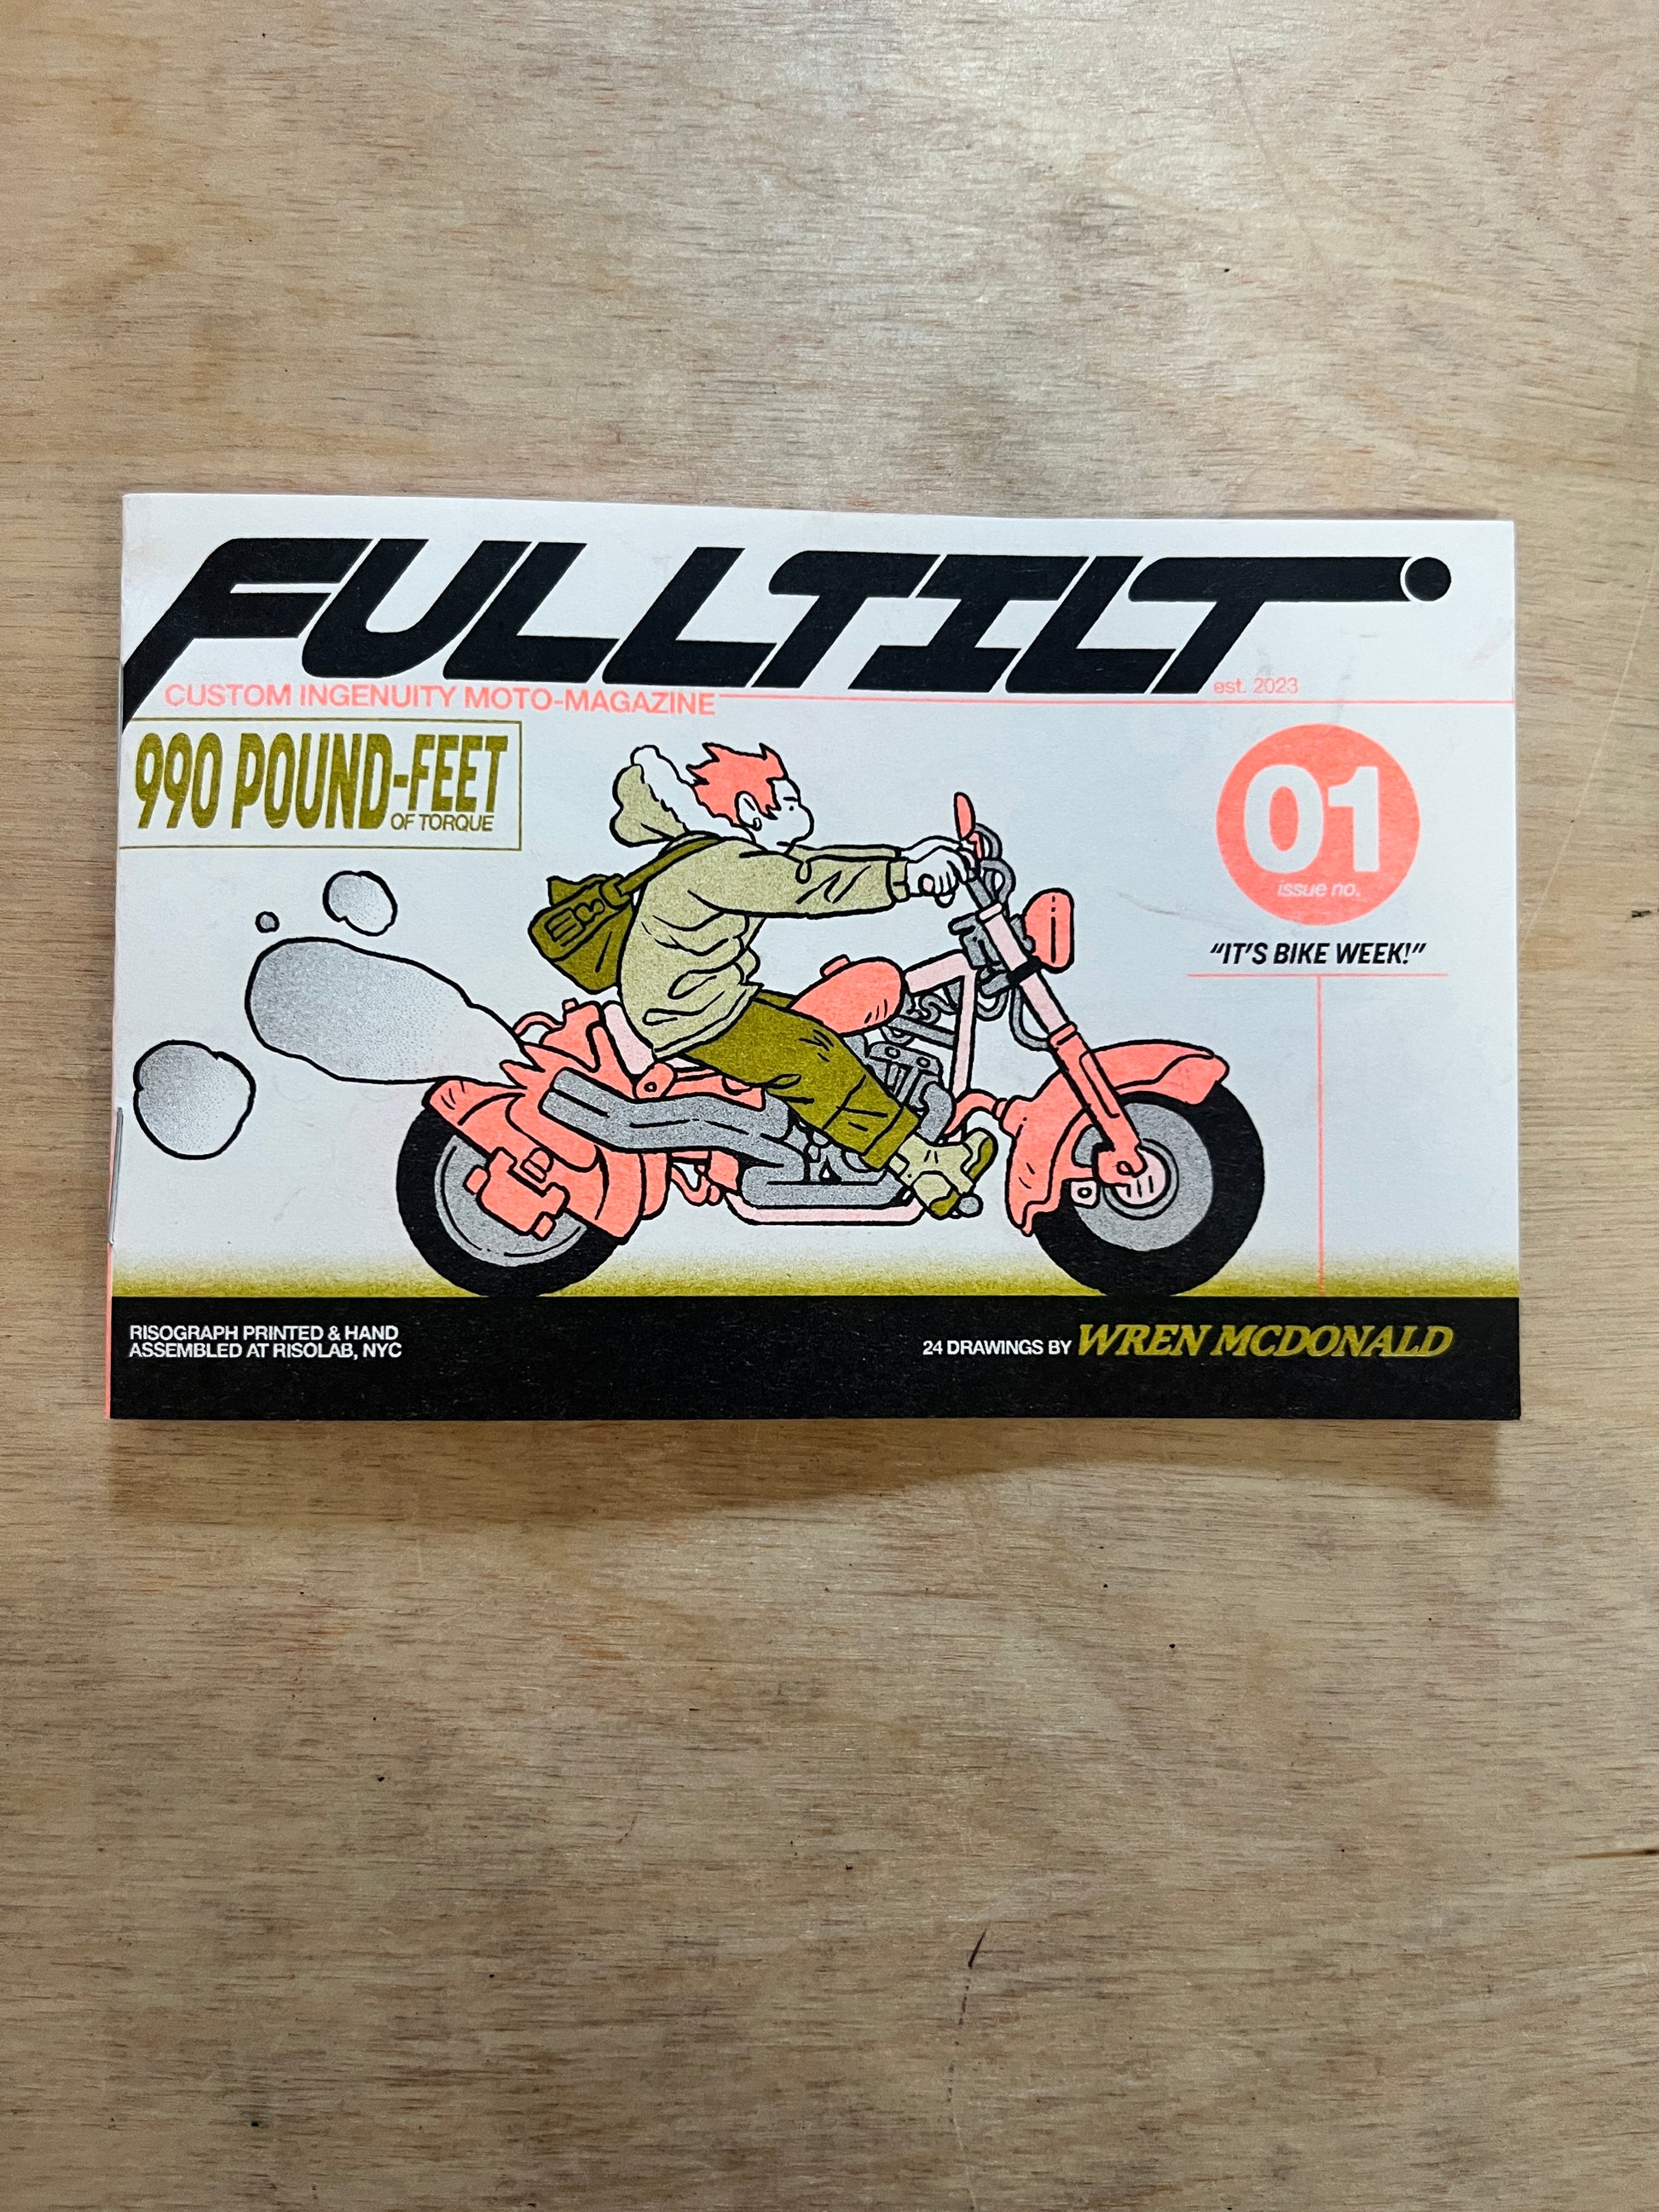 FULLTILT
CUSTOM INGENUITY MOTO-MAGAZINE
est. 2023
990 POUND-FEET
OF TORQUE
01
issue no.
“IT’S BIKE WEEK!”
RISOGRAPH PRINTED & HAND
ASSEMBLED AT RISOLAB, NYC
24 DRAWINGS BY WREN MCDONALD